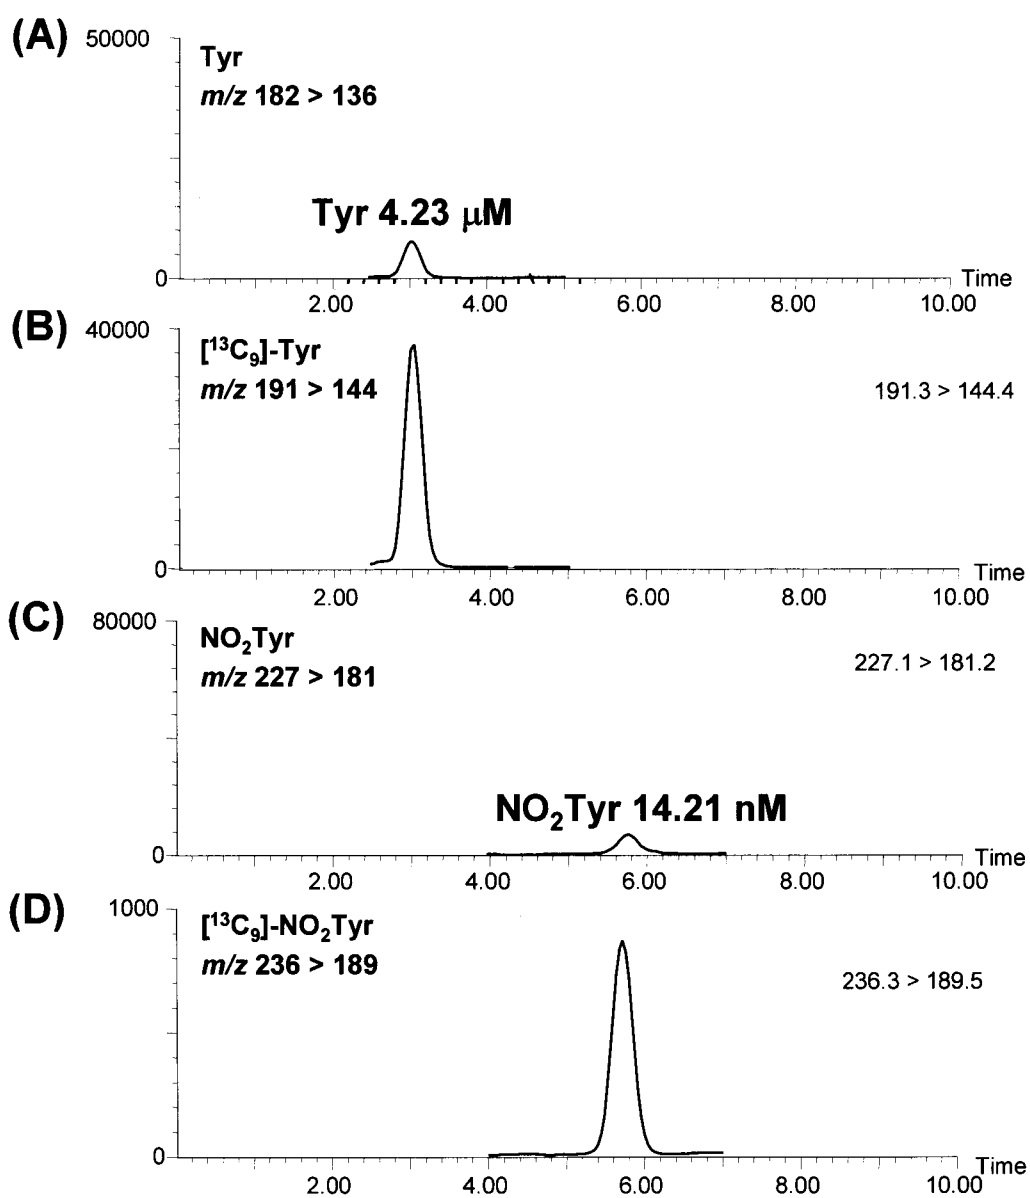 (A)
50000
Tyr
m/z 182 > 136
Tyr 4.23 μM
0
2.00 4.00 6.00 8.00 10.00
Time
(B)
40000
[¹³C₉]-Tyr
m/z 191 > 144
191.3 > 144.4
0
2.00 4.00 6.00 8.00 10.00
Time
(C)
80000
NO₂Tyr
m/z 227 > 181
227.1 > 181.2
NO₂Tyr 14.21 nM
0
2.00 4.00 6.00 8.00 10.00
Time
(D)
1000
[¹³C₉]-NO₂Tyr
m/z 236 > 189
236.3 > 189.5
0
2.00 4.00 6.00 8.00 10.00
Time